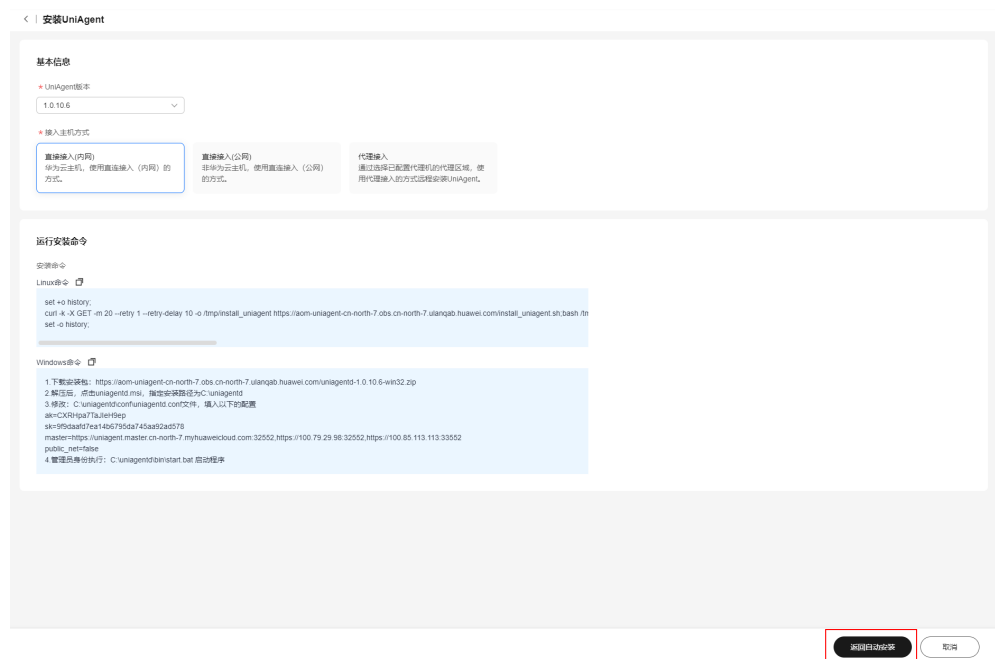 安装UniAgent
基本信息
★ UniAgent版本
1.0.10.6
★ 接入主机方式
直接接入(内网)
华为云主机，使用直连接入（内网）的
方式。
直接接入(公网)
非华为云主机，使用直连接入（公网）
的方式。
代理接入
通过选择已配置代理机的代理区域，使
用代理接入的方式远程安装UniAgent。
运行安装命令
安装命令
Linux命令
set +o history;
curl -k -X GET -m 20 --retry 1 --retry-delay 10 -o /tmp/install_uniagent https://aom-uniagent-cn-north-7.obs.cn-north-7.ulanqab.huawei.com/install_uniagent.sh;bash /tm
set -o history;
Windows命令
1.下载安装包：https://aom-uniagent-cn-north-7.obs.cn-north-7.ulanqab.huawei.com/uniagentd-1.0.10.6-win32.zip
2.解压后，点击uniagentd.msi，指定安装路径为C:\uniagentd
3.修改：C:\uniagentd\conf\uniagentd.conf文件，填入以下的配置
ak=CXRHpa7TaJIeH9ep
sk=9f9daafd7ea14b6795da745aa92ad578
master=https://uniagent.master.cn-north-7.myhuaweicloud.com:32552,https://100.79.29.98:32552,https://100.85.113.113:33552
public_net=false
4.管理员身份执行：C:\uniagentd\bin\start.bat 启动程序
返回自动安装
取消